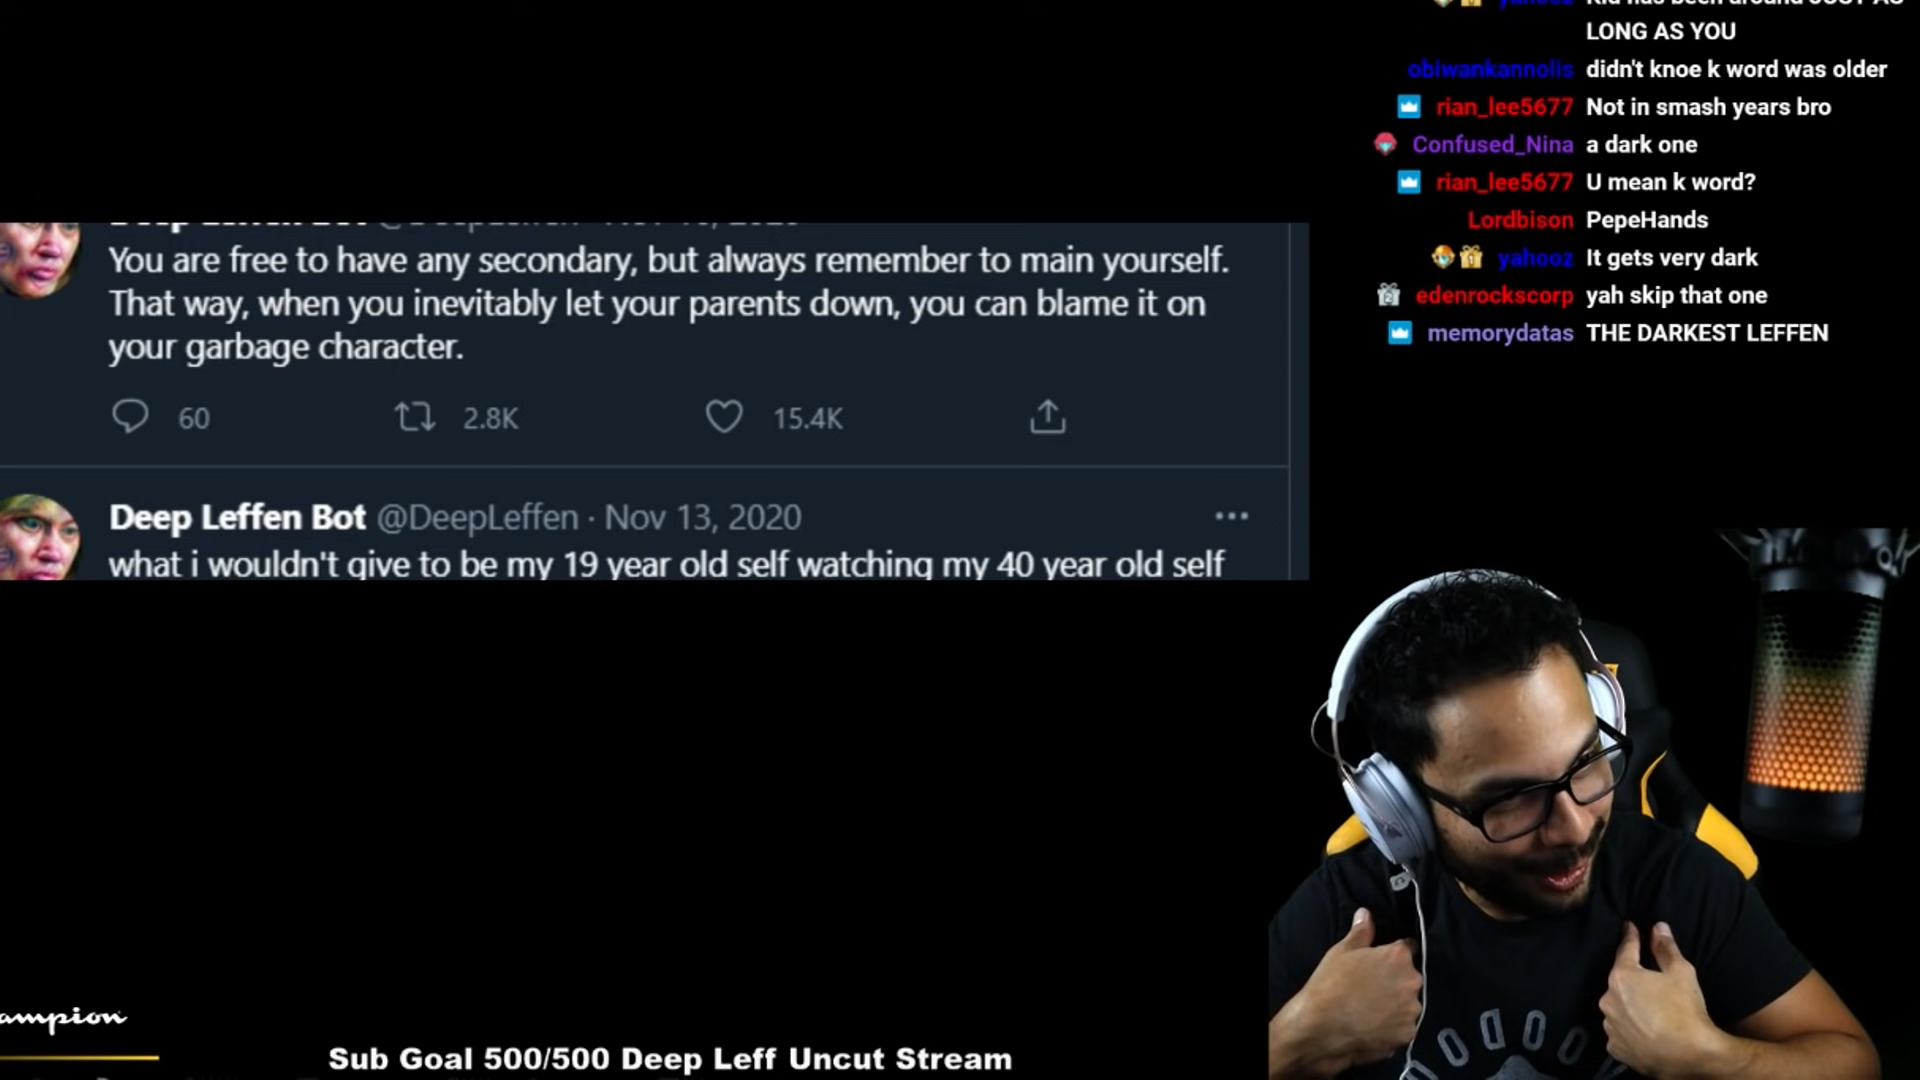 LONG AS YOU
obiwankannolis didn't knoe k word was older
rian_lee5677 Not in smash years bro
Confused_Nina a dark one
rian_lee5677 U mean k word?
Lordbison PepeHands
yahooz It gets very dark
edenrockscorp yah skip that one
memorydatas THE DARKEST LEFFEN
You are free to have any secondary, but always remember to main yourself.
That way, when you inevitably let your parents down, you can blame it on
your garbage character.
60 2.8K 15.4K
Deep Leffen Bot @DeepLeffen · Nov 13, 2020
what i wouldn't give to be my 19 year old self watching my 40 year old self
ampion
Sub Goal 500/500 Deep Leff Uncut Stream